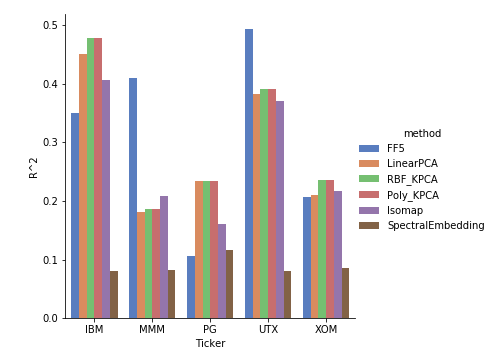 0.5
0.4
0.3
0.2
0.1
0.0
R^2
IBM MMM PG UTX XOM
Ticker
method
FF5
LinearPCA
RBF_KPCA
Poly_KPCA
Isomap
SpectralEmbedding